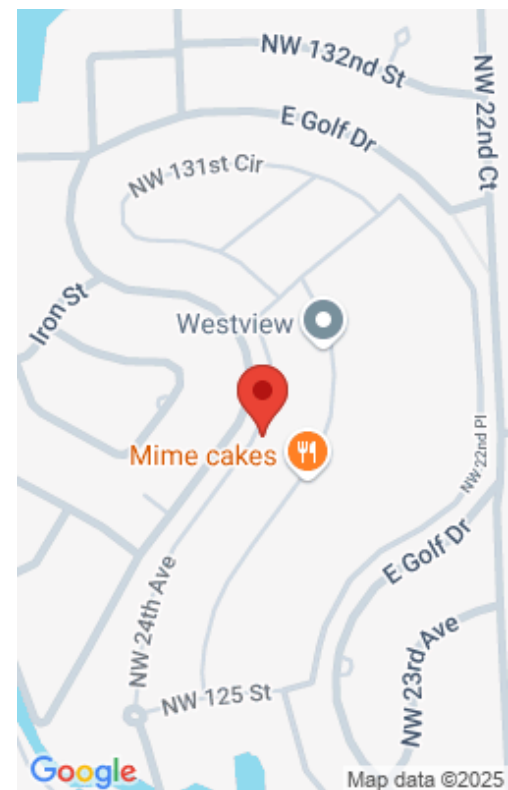 NW 132nd St
NW 22nd Ct
E Golf Dr
NW 131st Cir
Iron St
Westview
Mime cakes
NW 22nd Pl
E Golf Dr
NW 24th Ave
NW 23rd Ave
NW 125 St
Google
Map data ©2025